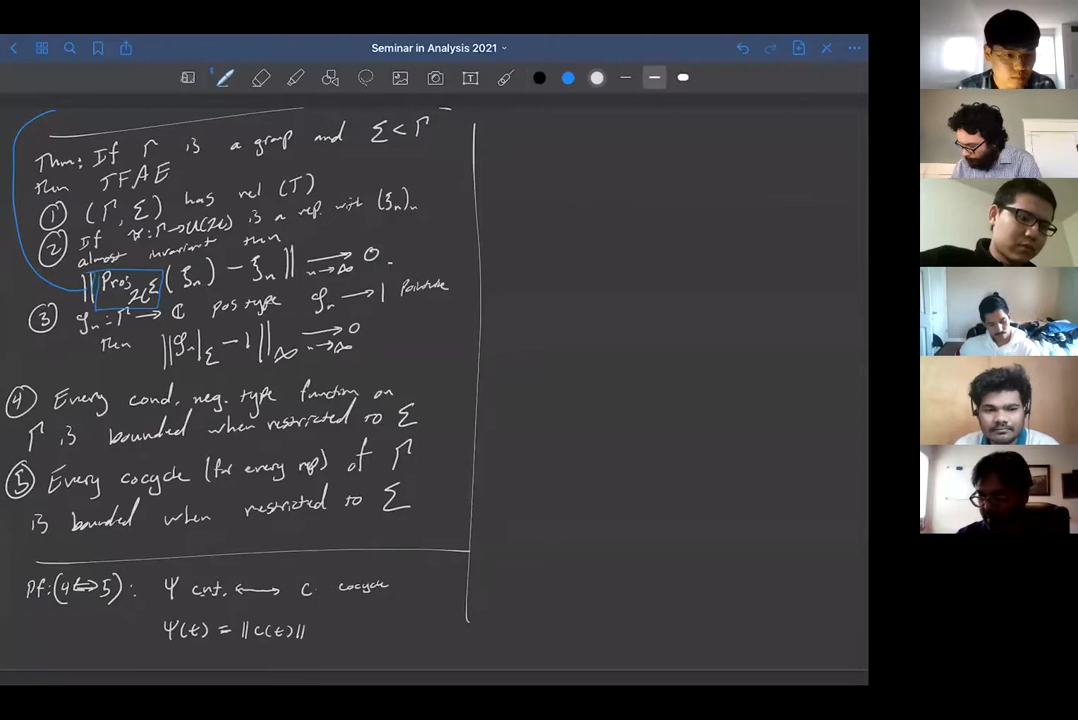 Seminar in Analysis 2021
Thm: If Γ is a group and Σ < Γ
then TFAE
① (Γ, Σ) has rel (T)
② If π: Γ → U(H) is a rep. with (ξn)n
almost invariant then
|| Proj H^Σ (ξn) − ξn || → 0.
n→∞
③ φn : Γ → ℂ pos type φn → 1 pointwise
then || φn|Σ − 1 ||∞ → 0
n→∞
④ Every cond. neg. type function on
Γ is bounded when restricted to Σ
⑤ Every cocycle (for every rep) of Γ
is bounded when restricted to Σ
Pf: (4 ⟺ 5): ψ cnt. ⟷ c cocycle
ψ(t) = || c(t) ||